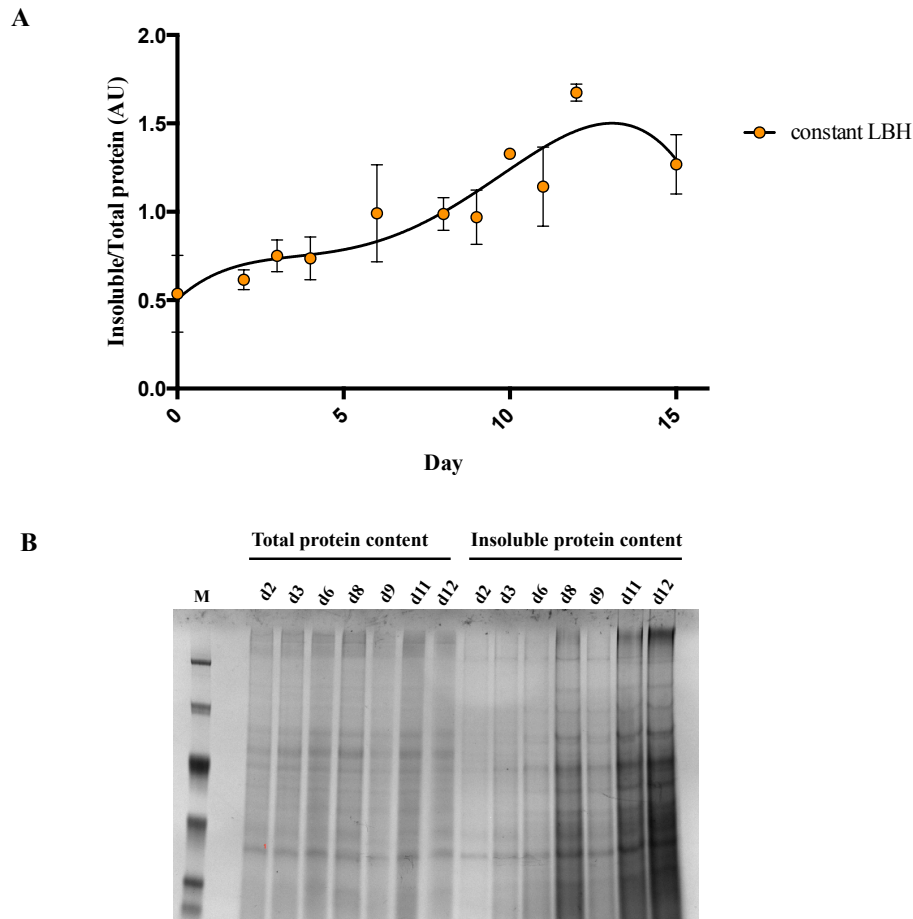 A
Insoluble/Total protein (AU)
2.0
1.5
1.0
0.5
0.0
0
5
10
15
Day
constant LBH
B
Total protein content
Insoluble protein content
M
d2
d3
d6
d8
d9
d11
d12
d2
d3
d6
d8
d9
d11
d12